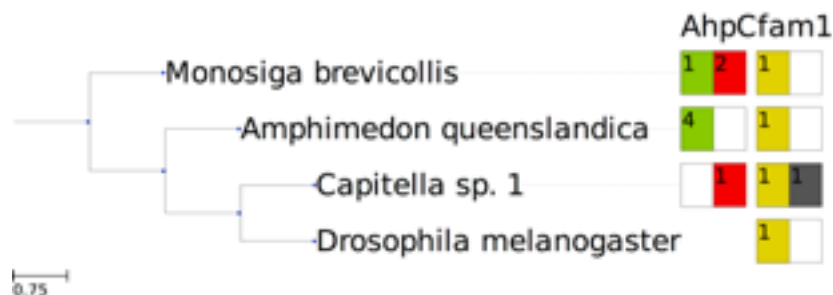 AhpCfam1
Monosiga brevicollis 1 2 1
Amphimedon queenslandica 4 1
Capitella sp. 1 1 1 1
Drosophila melanogaster 1
0.75